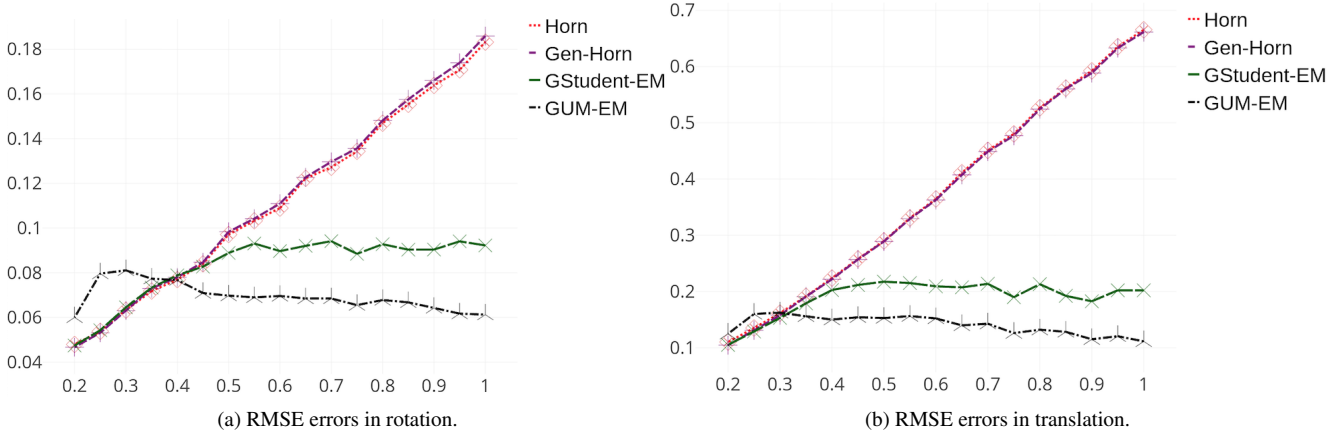 0.18
0.16
0.14
0.12
0.1
0.08
0.06
0.04
0.2 0.3 0.4 0.5 0.6 0.7 0.8 0.9 1
Horn
Gen-Horn
GStudent-EM
GUM-EM
(a) RMSE errors in rotation.
0.7
0.6
0.5
0.4
0.3
0.2
0.1
0.2 0.3 0.4 0.5 0.6 0.7 0.8 0.9 1
Horn
Gen-Horn
GStudent-EM
GUM-EM
(b) RMSE errors in translation.